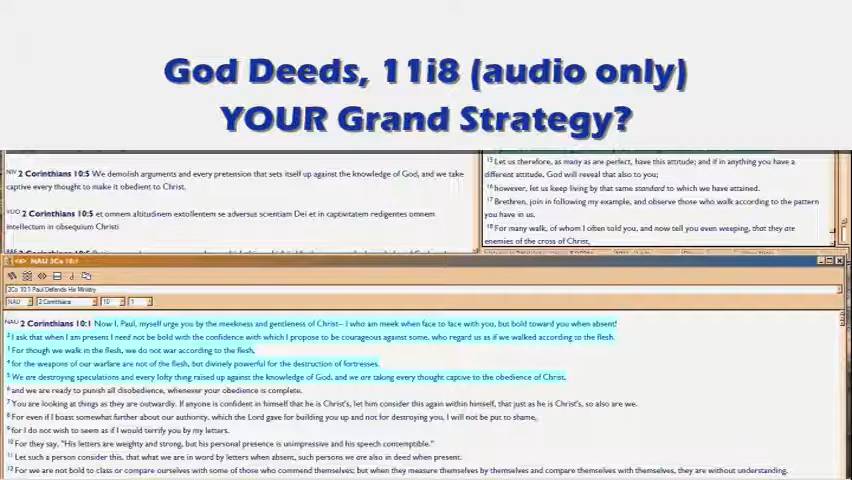 God Deeds, 11i8 (audio only)
YOUR Grand Strategy?
NIV 2 Corinthians 10:5 We demolish arguments and every pretension that sets itself up against the knowledge of God, and we take
captive every thought to make it obedient to Christ.
VUO 2 Corinthians 10:5 et omnem altitudinem extollentem se adversus scientiam Dei et in captivitatem redigentes omnem
intellectum in obsequium Christi
15 Let us therefore, as many as are perfect, have this attitude; and if in anything you have a
different attitude, God will reveal that also to you;
16 however, let us keep living by that same standard to which we have attained.
17 Brethren, join in following my example, and observe those who walk according to the pattern
you have in us.
18 For many walk, of whom I often told you, and now tell you even weeping, that they are
enemies of the cross of Christ,
NAU 2Co 10:1
2Co 10:1 Paul Defends His Ministry
NAU 2 Corinthians 10 1
NAU 2 Corinthians 10:1 Now I, Paul, myself urge you by the meekness and gentleness of Christ-- I who am meek when face to face with you, but bold toward you when absent!
2 I ask that when I am present I need not be bold with the confidence with which I propose to be courageous against some, who regard us as if we walked according to the flesh.
3 For though we walk in the flesh, we do not war according to the flesh,
4 for the weapons of our warfare are not of the flesh, but divinely powerful for the destruction of fortresses.
5 We are destroying speculations and every lofty thing raised up against the knowledge of God, and we are taking every thought captive to the obedience of Christ,
6 and we are ready to punish all disobedience, whenever your obedience is complete.
7 You are looking at things as they are outwardly. If anyone is confident in himself that he is Christ's, let him consider this again within himself, that just as he is Christ's, so also are we.
8 For even if I boast somewhat further about our authority, which the Lord gave for building you up and not for destroying you, I will not be put to shame,
9 for I do not wish to seem as if I would terrify you by my letters.
10 For they say, "His letters are weighty and strong, but his personal presence is unimpressive and his speech contemptible."
11 Let such a person consider this, that what we are in word by letters when absent, such persons we are also in deed when present.
12 For we are not bold to class or compare ourselves with some of those who commend themselves; but when they measure themselves by themselves and compare themselves with themselves, they are without understanding.